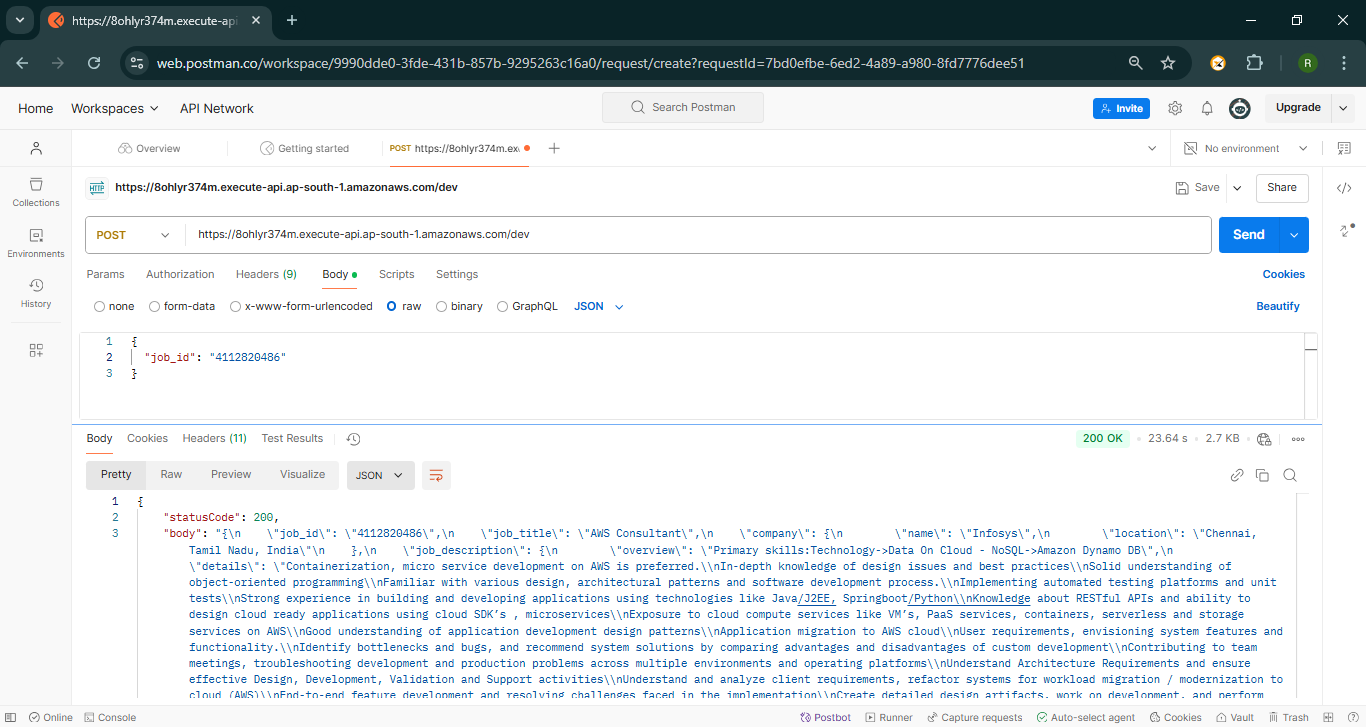 https://8ohlyr374m.execute-api
web.postman.co/workspace/9990dde0-3fde-431b-857b-9295263c16a0/request/create?requestId=7bd0efbe-6ed2-4a89-a980-8fd7776dee51
R
Home Workspaces API Network Search Postman Invite Upgrade
Overview Getting started POST https://8ohlyr374m.ex No environment
HTTP https://8ohlyr374m.execute-api.ap-south-1.amazonaws.com/dev Save Share
Collections
Environments
History
POST https://8ohlyr374m.execute-api.ap-south-1.amazonaws.com/dev Send
Params Authorization Headers (9) Body Scripts Settings Cookies
none form-data x-www-form-urlencoded raw binary GraphQL JSON Beautify
1 {
2 "job_id": "4112820486"
3 }
Body Cookies Headers (11) Test Results 200 OK 23.64 s 2.7 KB
Pretty Raw Preview Visualize JSON
1 {
2 "statusCode": 200,
3 "body": "{\n    \"job_id\": \"4112820486\",\n    \"job_title\": \"AWS Consultant\",\n    \"company\": {\n        \"name\": \"Infosys\",\n        \"location\": \"Chennai,
Tamil Nadu, India\"\n    },\n    \"job_description\": {\n        \"overview\": \"Primary skills:Technology->Data On Cloud - NoSQL->Amazon Dynamo DB\",\n
\"details\": \"Containerization, micro service development on AWS is preferred.\\nIn-depth knowledge of design issues and best practices\\nSolid understanding of
object-oriented programming\\nFamiliar with various design, architectural patterns and software development process.\\nImplementing automated testing platforms and unit
tests\\nStrong experience in building and developing applications using technologies like Java/J2EE, Springboot/Python\\nKnowledge about RESTful APIs and ability to
design cloud ready applications using cloud SDK’s , microservices\\nExposure to cloud compute services like VM’s, PaaS services, containers, serverless and storage
services on AWS\\nGood understanding of application development design patterns\\nApplication migration to AWS cloud\\nUser requirements, envisioning system features and
functionality.\\nIdentify bottlenecks and bugs, and recommend system solutions by comparing advantages and disadvantages of custom development\\nContributing to team
meetings, troubleshooting development and production problems across multiple environments and operating platforms\\nUnderstand Architecture Requirements and ensure
effective Design, Development, Validation and Support activities\\nUnderstand and analyze client requirements, refactor systems for workload migration / modernization to
cloud (AWS)\\nEnd-to-end feature development and resolving challenges faced in the implementation\\nCreate detailed design artifacts, work on development, and perform
Online Console Postbot Runner Capture requests Auto-select agent Cookies Vault Trash